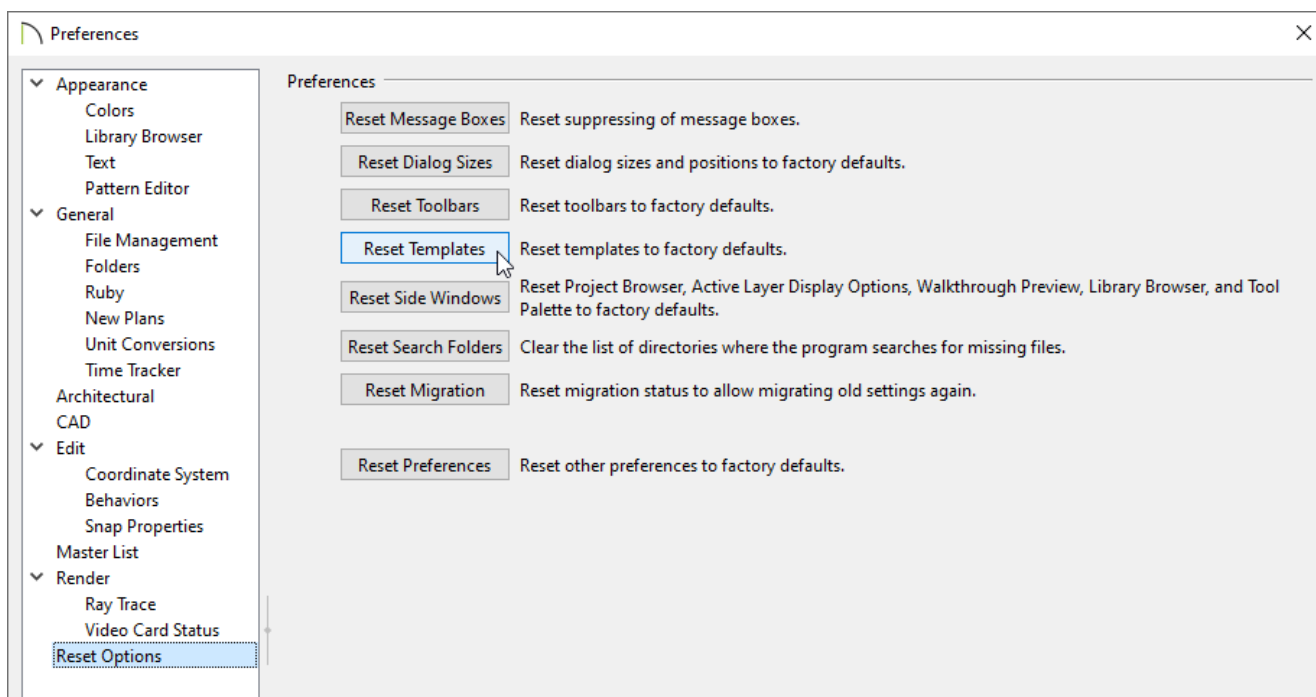 Preferences
Appearance
Colors
Library Browser
Text
Pattern Editor
General
File Management
Folders
Ruby
New Plans
Unit Conversions
Time Tracker
Architectural
CAD
Edit
Coordinate System
Behaviors
Snap Properties
Master List
Render
Ray Trace
Video Card Status
Reset Options
Preferences
Reset Message Boxes Reset suppressing of message boxes.
Reset Dialog Sizes Reset dialog sizes and positions to factory defaults.
Reset Toolbars Reset toolbars to factory defaults.
Reset Templates Reset templates to factory defaults.
Reset Side Windows Reset Project Browser, Active Layer Display Options, Walkthrough Preview, Library Browser, and Tool
Palette to factory defaults.
Reset Search Folders Clear the list of directories where the program searches for missing files.
Reset Migration Reset migration status to allow migrating old settings again.
Reset Preferences Reset other preferences to factory defaults.